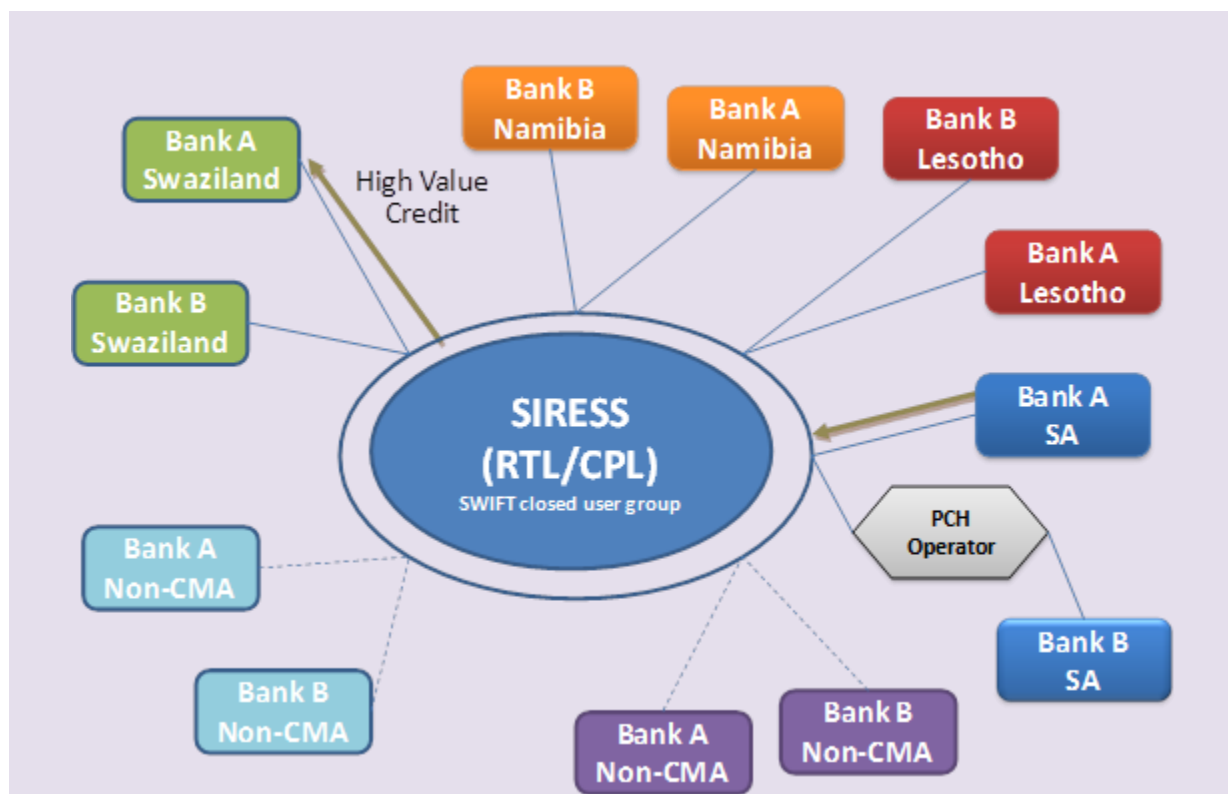 Bank B
Namibia
Bank A
Namibia
Bank B
Lesotho
Bank A
Swaziland
High Value
Credit
Bank A
Lesotho
Bank B
Swaziland
SIRESS
(RTL/CPL)
SWIFT closed user group
Bank A
SA
PCH
Operator
Bank A
Non-CMA
Bank B
SA
Bank B
Non-CMA
Bank A
Non-CMA
Bank B
Non-CMA